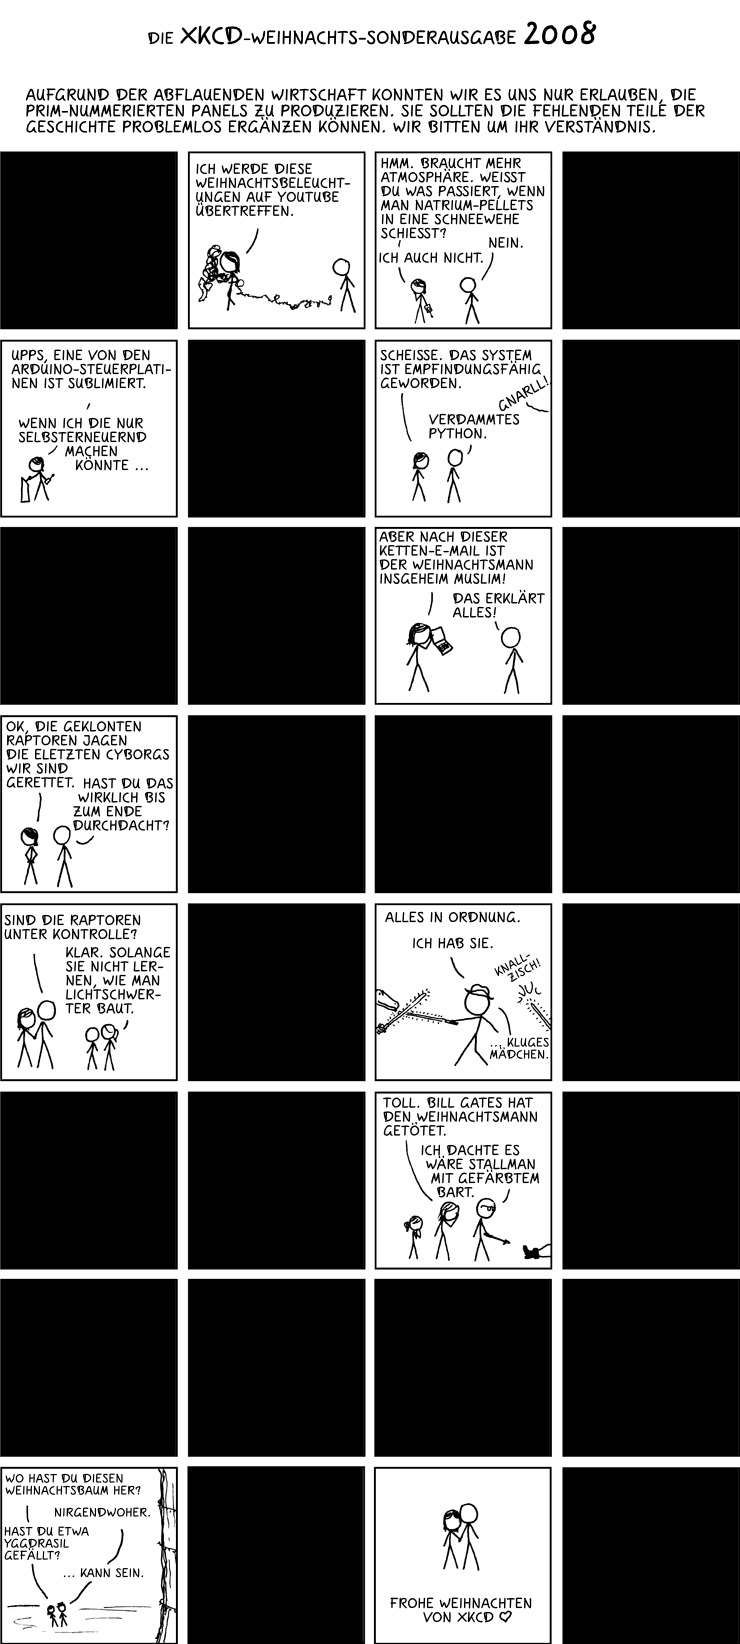 DIE XKCD-WEIHNACHTS-SONDERAUSGABE 2008
AUFGRUND DER ABFLAUENDEN WIRTSCHAFT KONNTEN WIR ES UNS NUR ERLAUBEN, DIE
PRIM-NUMMERIERTEN PANELS ZU PRODUZIEREN. SIE SOLLTEN DIE FEHLENDEN TEILE DER
GESCHICHTE PROBLEMLOS ERGÄNZEN KÖNNEN. WIR BITTEN UM IHR VERSTÄNDNIS.
ICH WERDE DIESE
WEIHNACHTSBELEUCHT-
UNGEN AUF YOUTUBE
ÜBERTREFFEN.
HMM. BRAUCHT MEHR
ATMOSPHÄRE. WEISST
DU WAS PASSIERT, WENN
MAN NATRIUM-PELLETS
IN EINE SCHNEEWEHE
SCHIESST?
NEIN.
ICH AUCH NICHT.
UPPS, EINE VON DEN
ARDUINO-STEUERPLATI-
NEN IST SUBLIMIERT.
WENN ICH DIE NUR
SELBSTERNEUERND
MACHEN
KÖNNTE ...
SCHEISSE. DAS SYSTEM
IST EMPFINDUNGSFÄHIG
GEWORDEN.
GNARLL!
VERDAMMTES
PYTHON.
ABER NACH DIESER
KETTEN-E-MAIL IST
DER WEIHNACHTSMANN
INSGEHEIM MUSLIM!
DAS ERKLÄRT
ALLES!
OK, DIE GEKLONTEN
RAPTOREN JAGEN
DIE ELETZTEN CYBORGS
WIR SIND
GERETTET.
HAST DU DAS
WIRKLICH BIS
ZUM ENDE
DURCHDACHT?
SIND DIE RAPTOREN
UNTER KONTROLLE?
KLAR. SOLANGE
SIE NICHT LER-
NEN, WIE MAN
LICHTSCHWER-
TER BAUT.
ALLES IN ORDNUNG.
ICH HAB SIE.
KNALL-
ZISCH!
... KLUGES
MÄDCHEN.
TOLL. BILL GATES HAT
DEN WEIHNACHTSMANN
GETÖTET.
ICH DACHTE ES
WÄRE STALLMAN
MIT GEFÄRBTEM
BART.
WO HAST DU DIESEN
WEIHNACHTSBAUM HER?
NIRGENDWOHER.
HAST DU ETWA
YGGDRASIL
GEFÄLLT?
... KANN SEIN.
FROHE WEIHNACHTEN
VON XKCD ♡